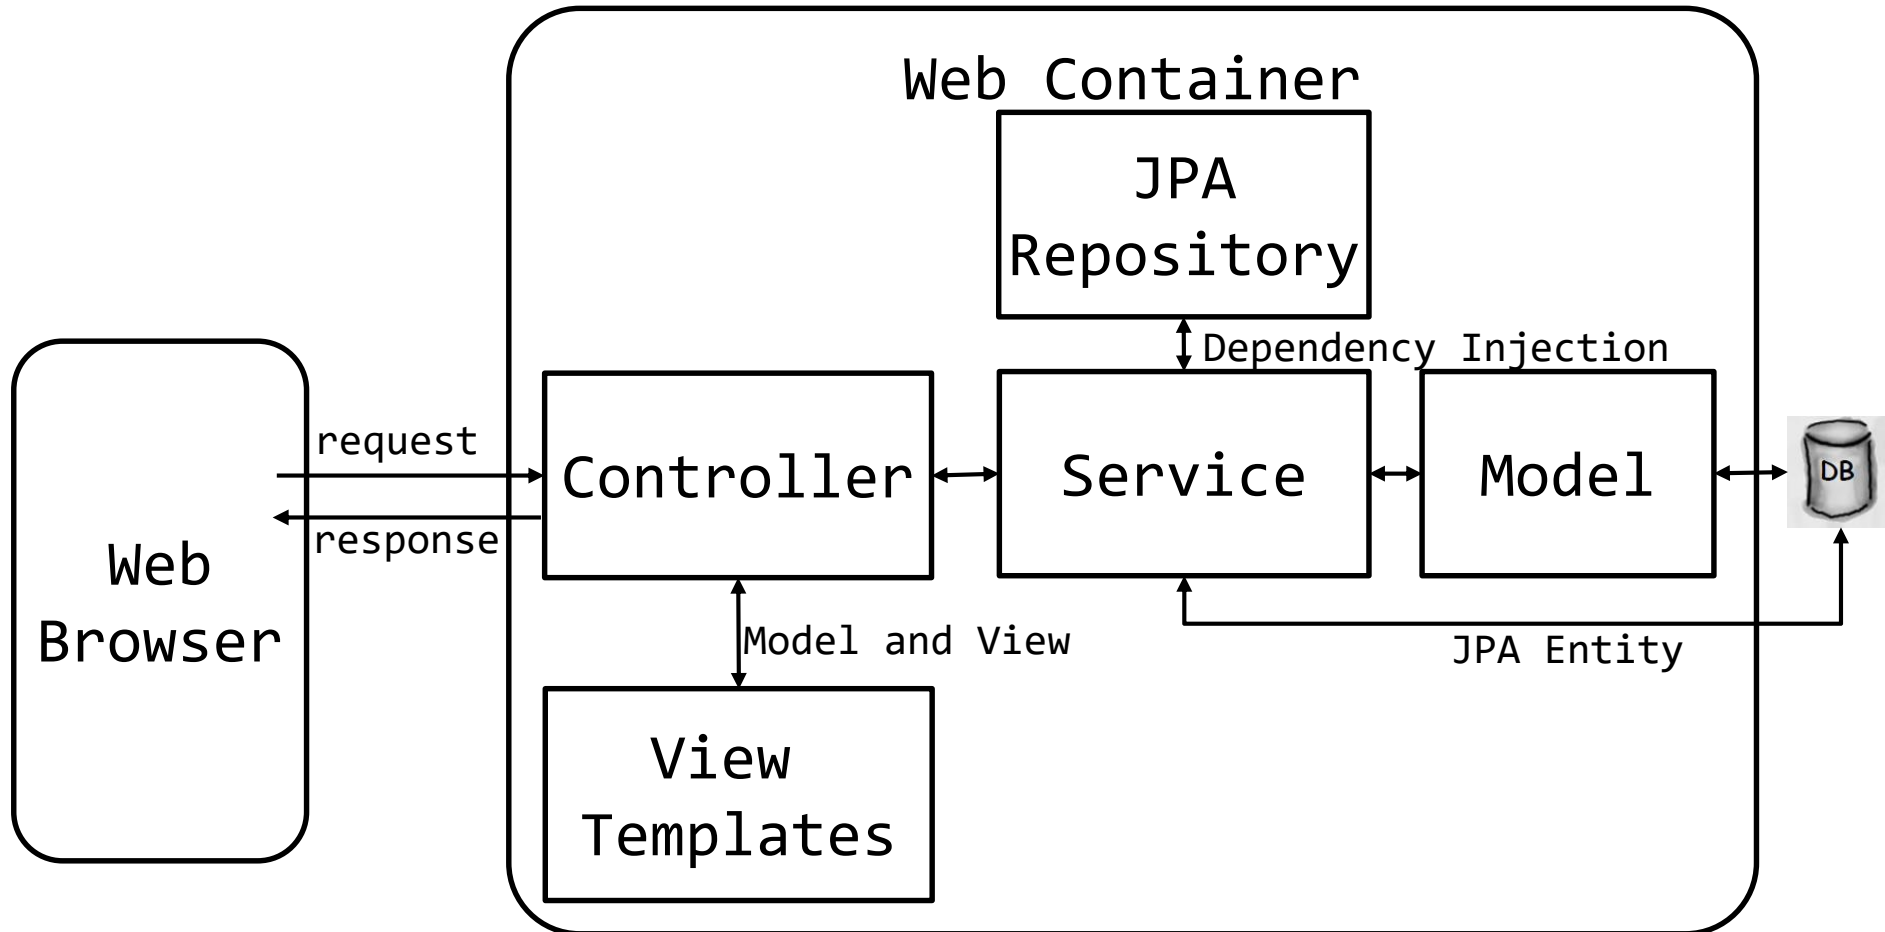 Web Container
JPA
Repository
Dependency Injection
request
Controller
Service
Model
DB
response
Web
Browser
Model and View
JPA Entity
View
Templates